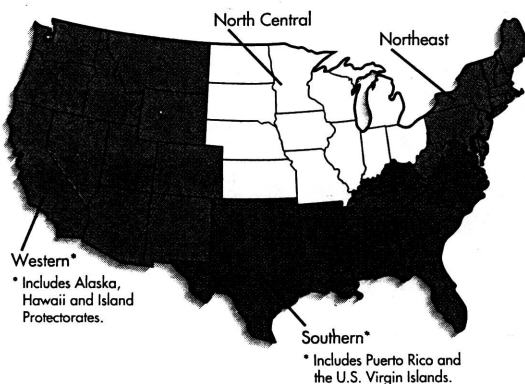 North Central
Northeast
Western*
* Includes Alaska,
Hawaii and Island
Protectorates.
Southern*
* Includes Puerto Rico and
the U.S. Virgin Islands.